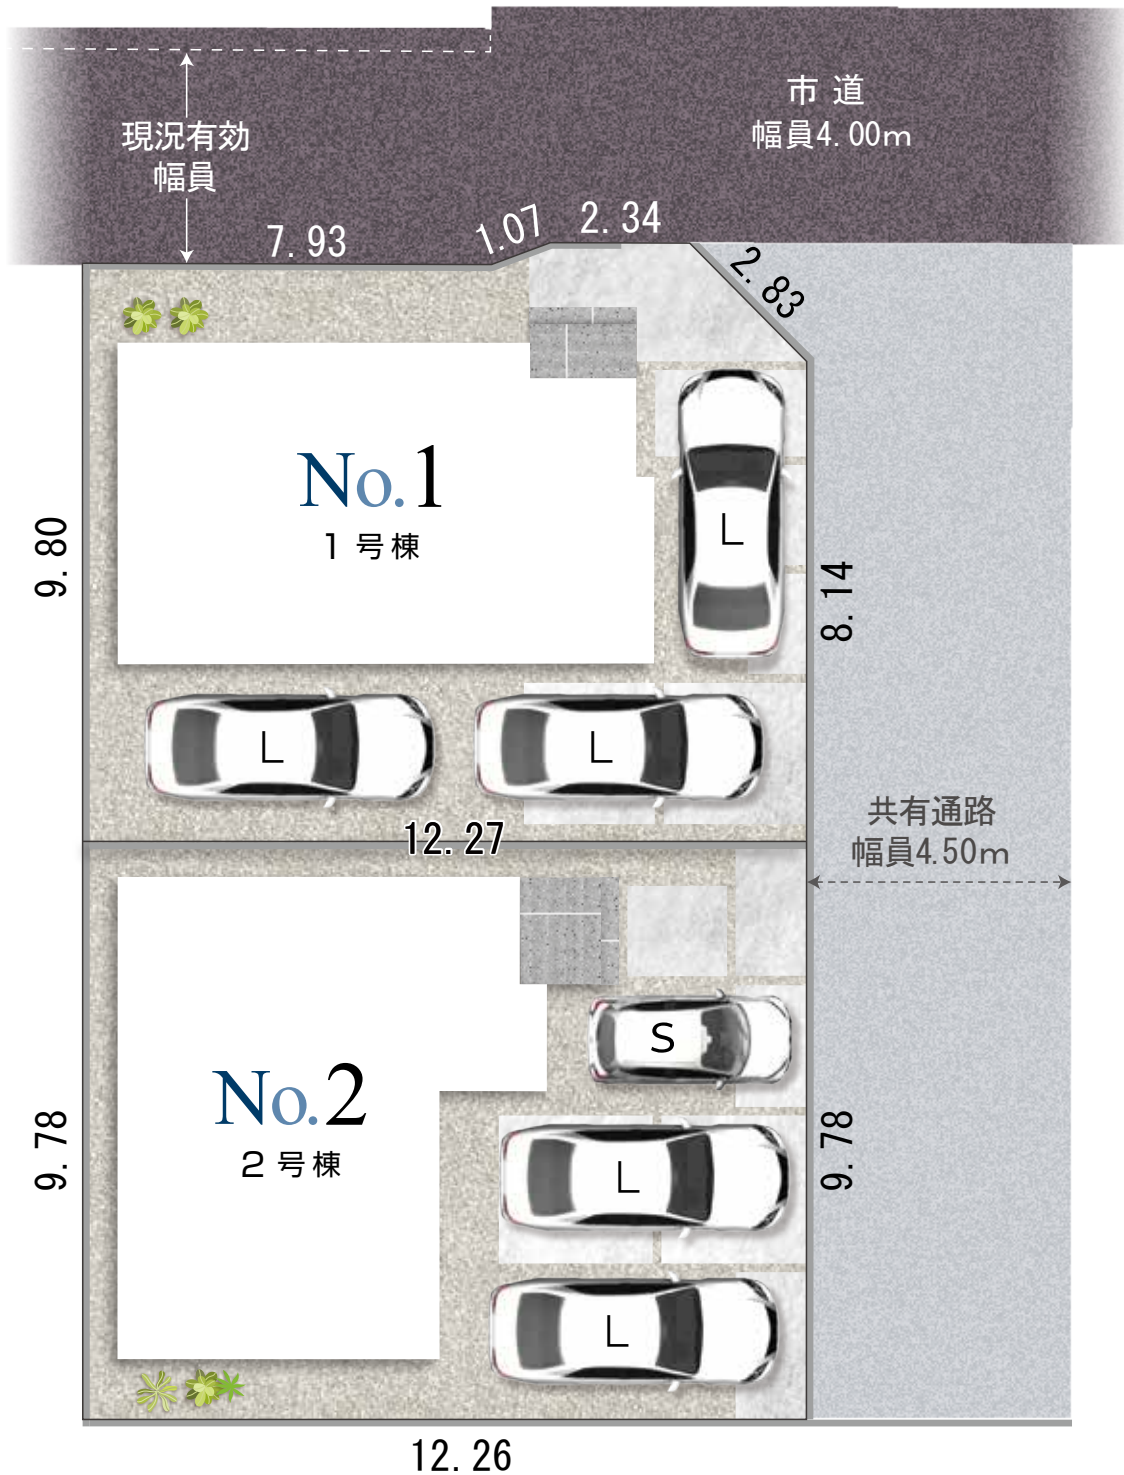 市 道
幅員4.00m
現況有効
幅員
7.93
1.07
2.34
2.83
No.1
1 号 棟
L
9.80
8.14
L
L
12.27
共有通路
幅員4.50m
S
No.2
2 号 棟
L
9.78
9.78
L
12.26